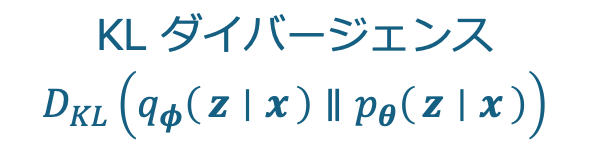 KL ダイバージェンス
D_{KL}(q_ϕ(z | x) ∥ p_θ(z | x))